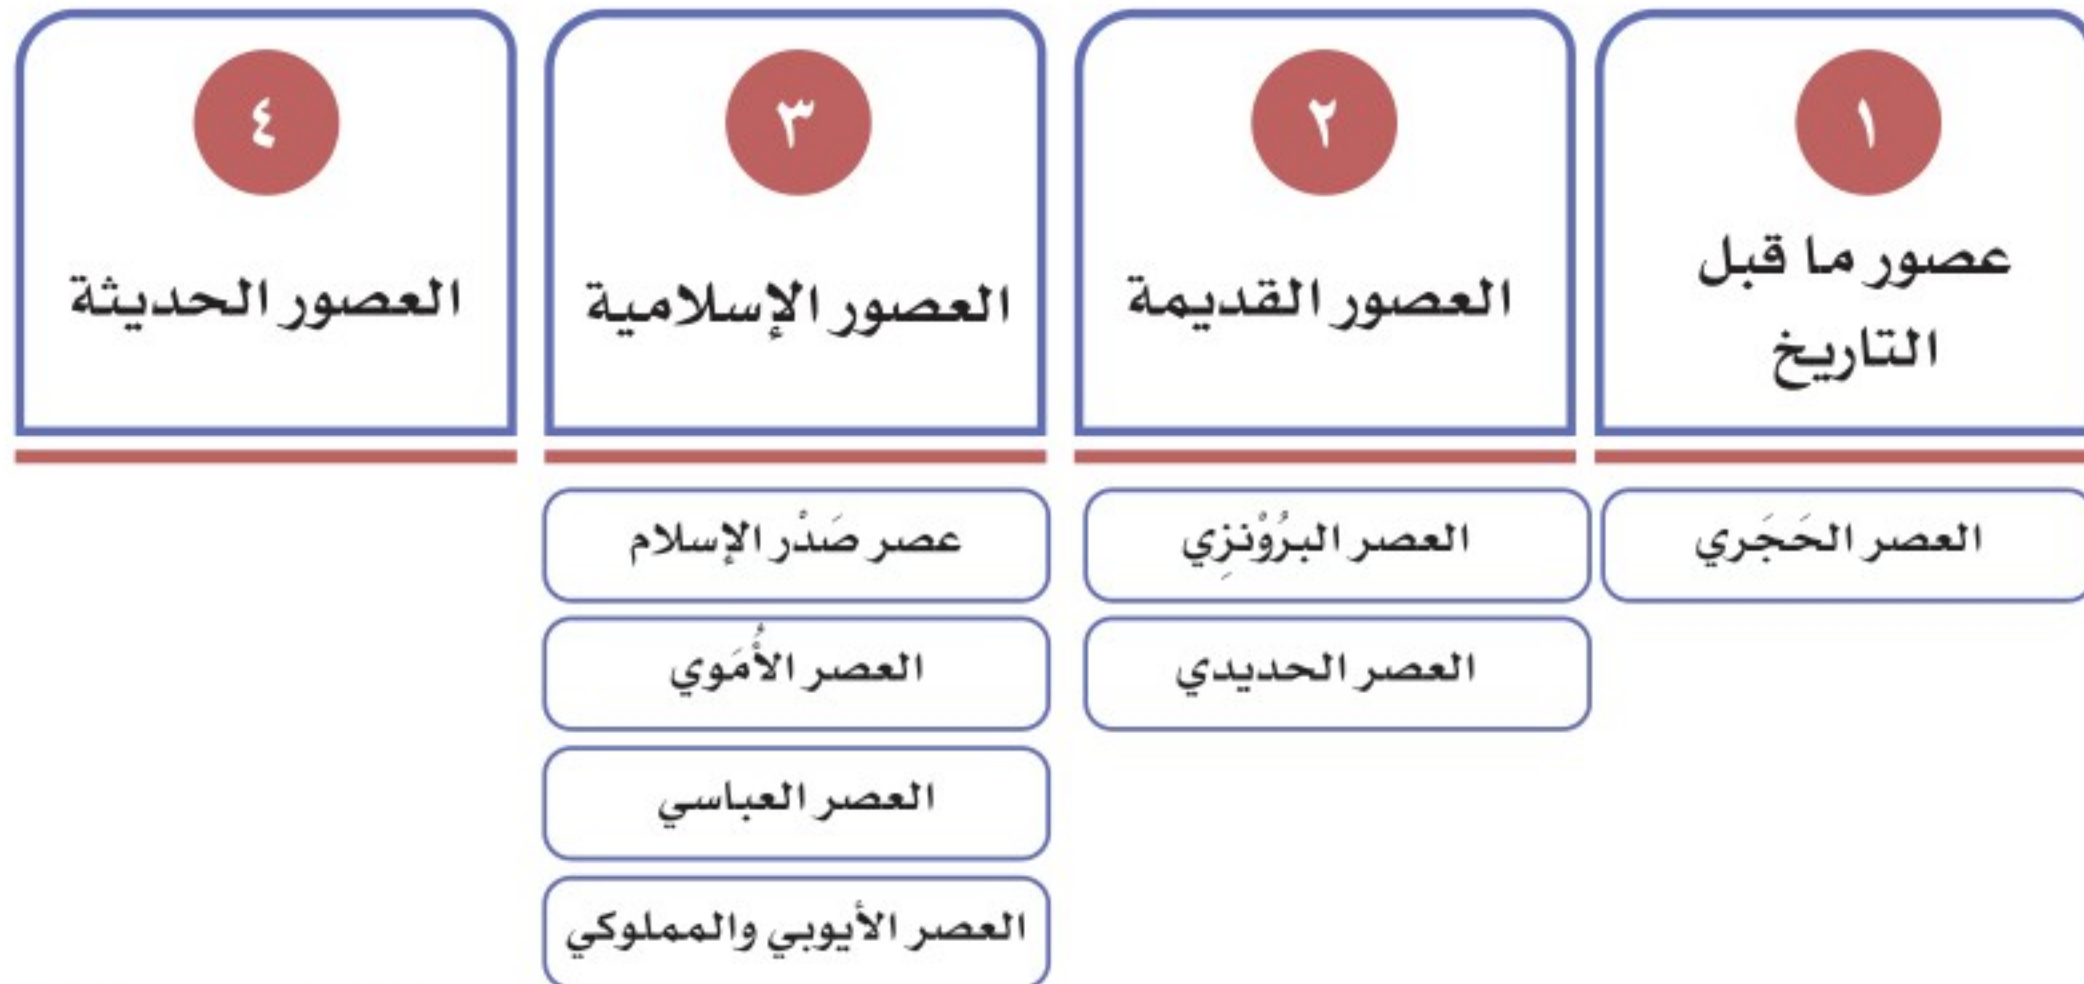 ١
عصور ما قبل
التاريخ
العصر الحَجَري
٢
العصور القديمة
العصر البرُوْنزِي
العصر الحديدي
٣
العصور الإسلامية
عصر صَدْر الإسلام
العصر الأُمَوي
العصر العباسي
العصر الأيوبي والمملوكي
٤
العصور الحديثة